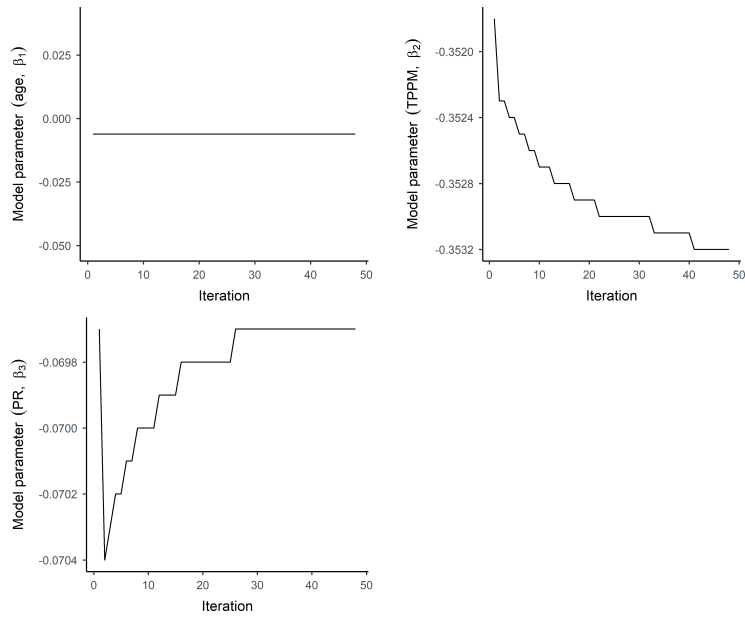 Model parameter (age, β1)
0.025
0.000
-0.025
-0.050
0 10 20 30 40 50
Iteration
Model parameter (TPPM, β2)
-0.3520
-0.3524
-0.3528
-0.3532
0 10 20 30 40 50
Iteration
Model parameter (PR, β3)
-0.0698
-0.0700
-0.0702
-0.0704
0 10 20 30 40 50
Iteration